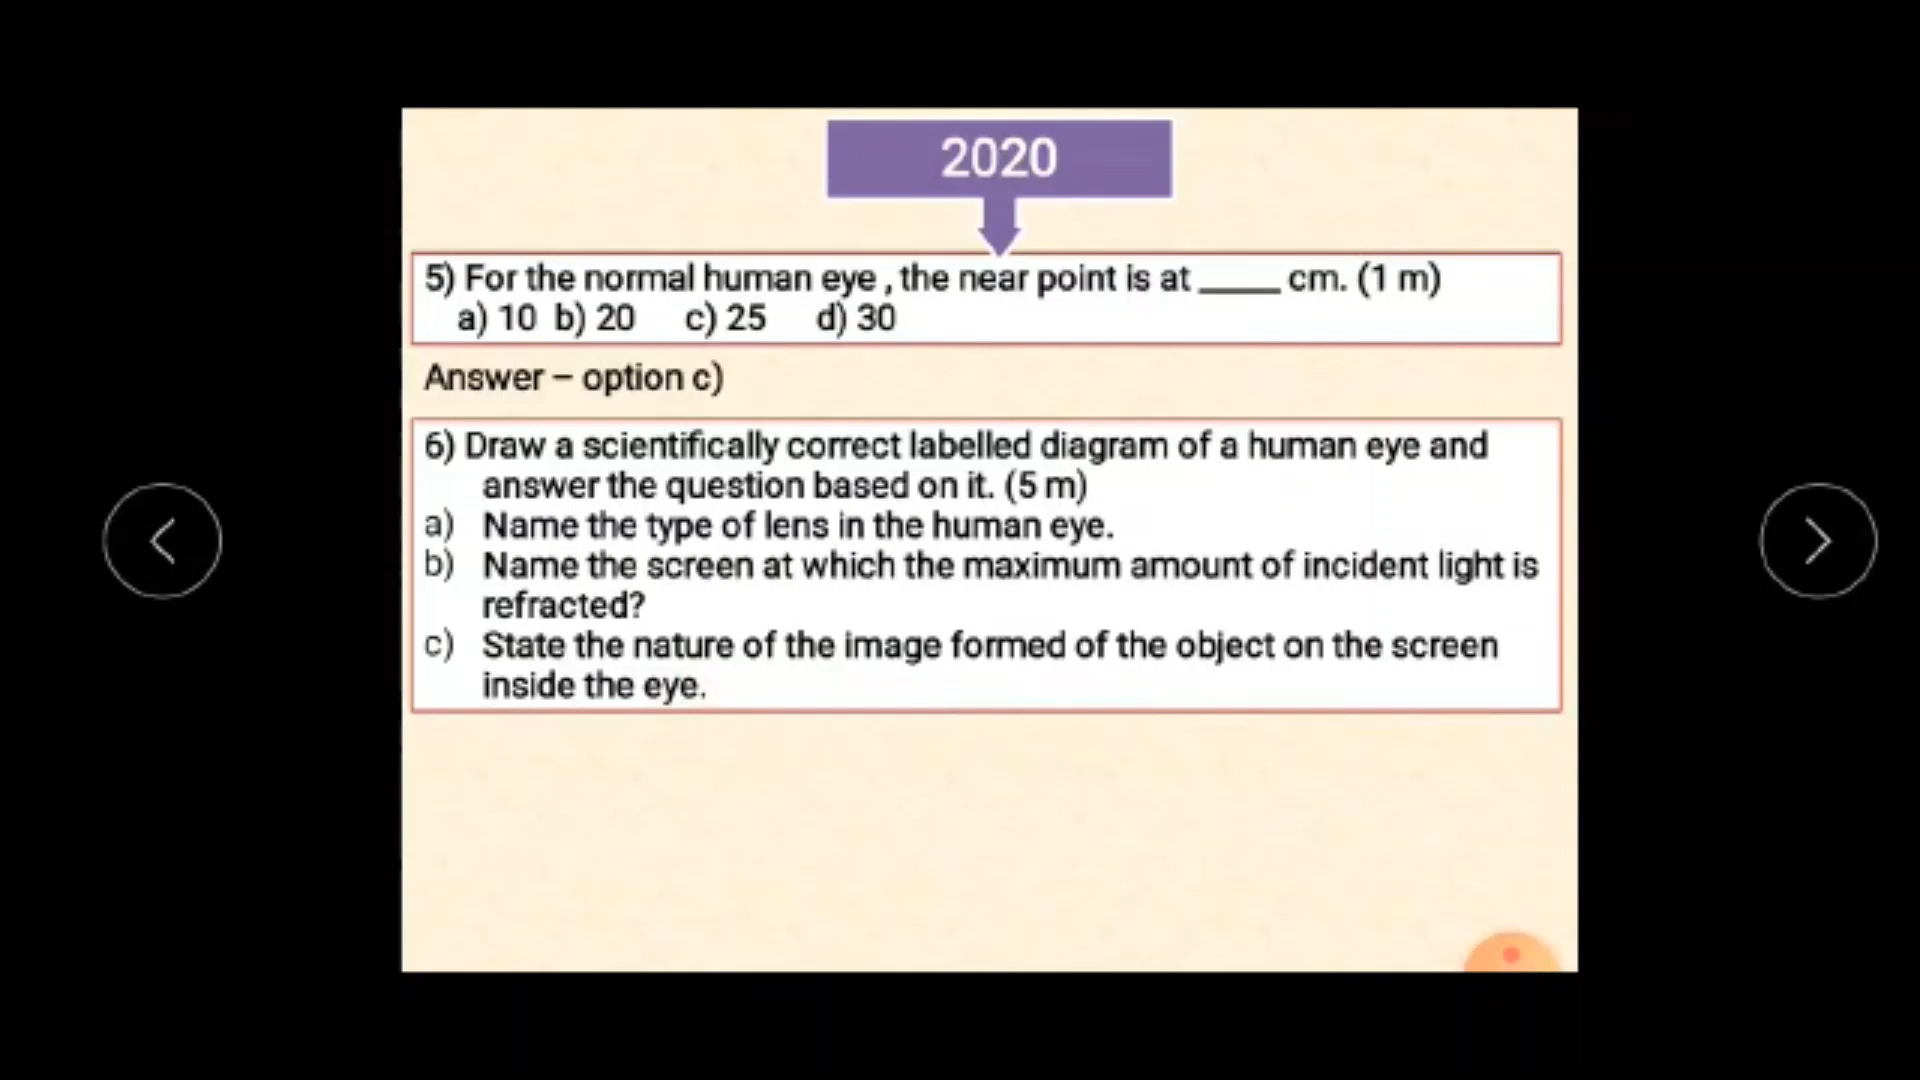 2020
5) For the normal human eye , the near point is at _____ cm. (1 m)
a) 10 b) 20 c) 25 d) 30
Answer – option c)
6) Draw a scientifically correct labelled diagram of a human eye and
answer the question based on it. (5 m)
a) Name the type of lens in the human eye.
b) Name the screen at which the maximum amount of incident light is
refracted?
c) State the nature of the image formed of the object on the screen
inside the eye.